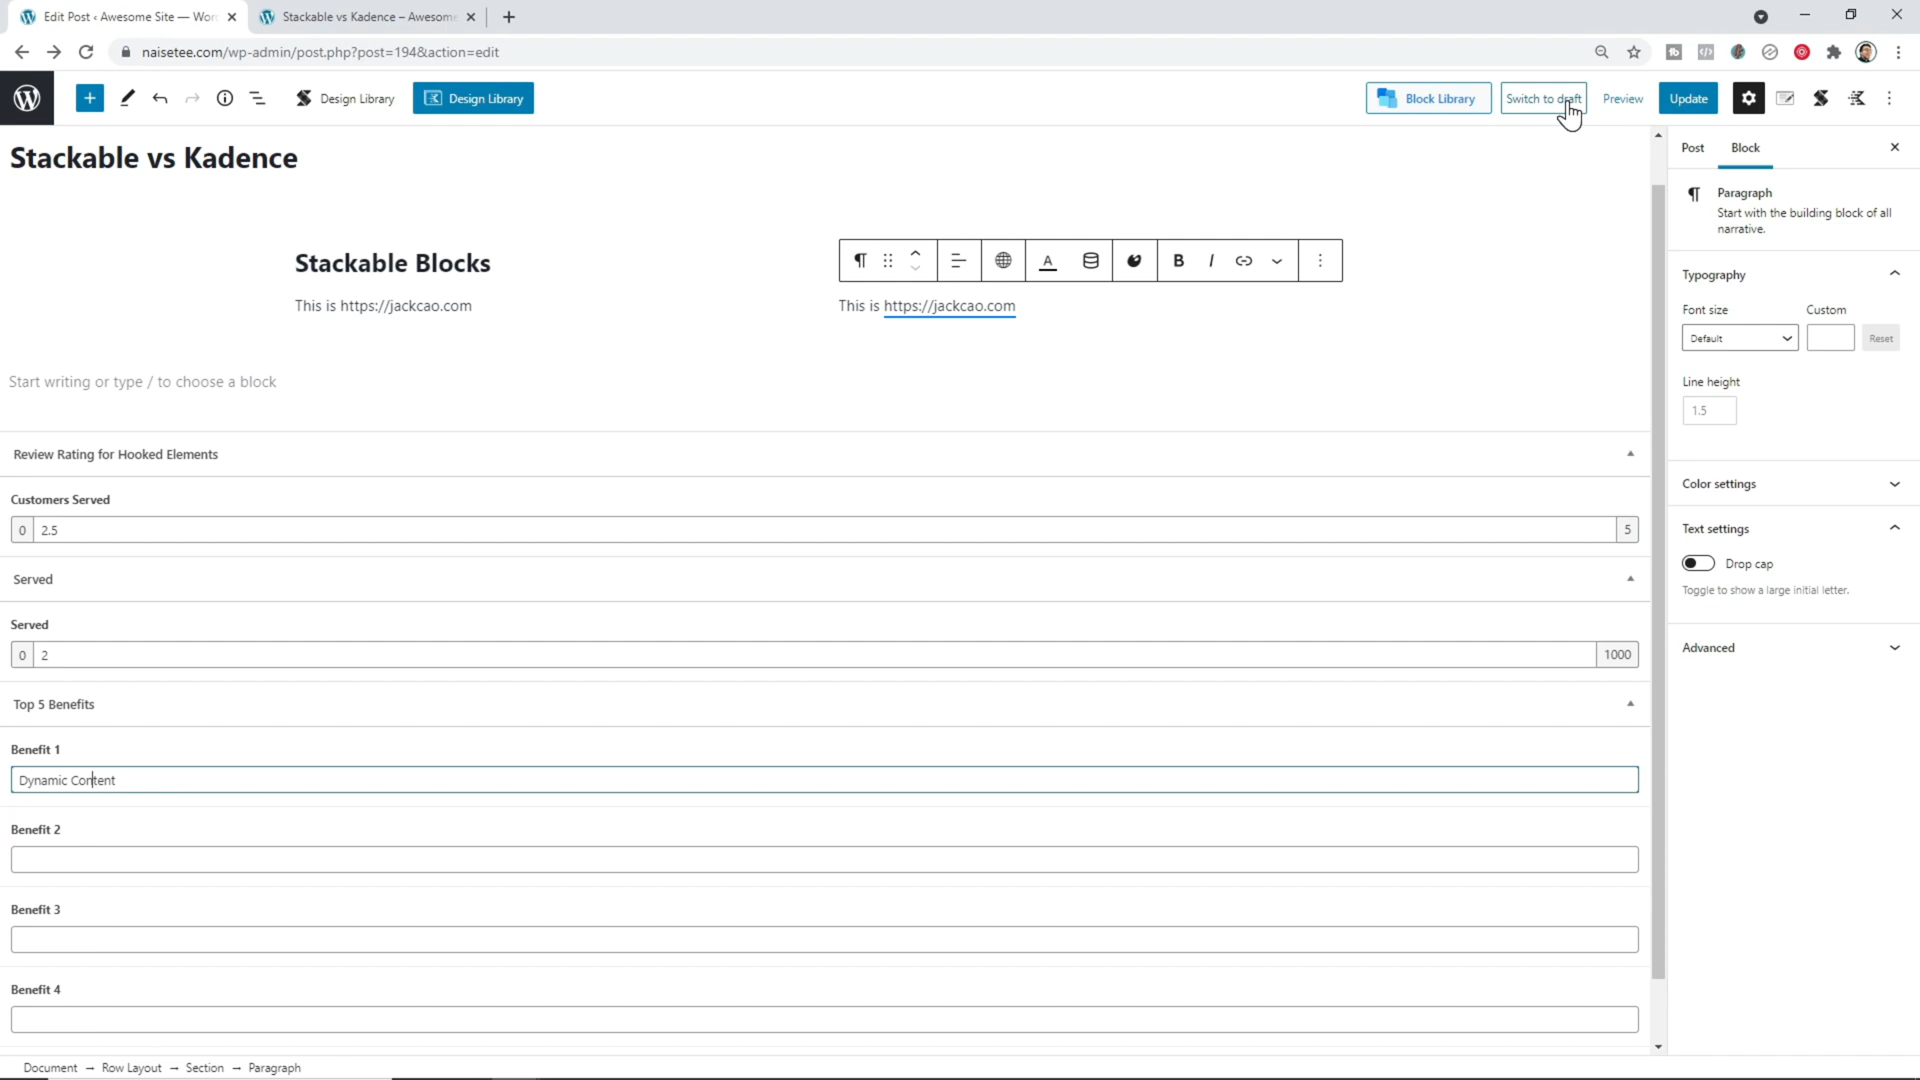 Edit Post ‹ Awesome Site — Wor
Stackable vs Kadence – Awesome
naisetee.com/wp-admin/post.php?post=194&action=edit
Design Library
Design Library
Block Library
Switch to draft
Preview
Update
Stackable vs Kadence
Post
Block
Paragraph
Start with the building block of all
narrative.
Stackable Blocks
A
B
I
This is https://jackcao.com
This is https://jackcao.com
Typography
Font size
Custom
Default
Reset
Line height
1.5
Start writing or type / to choose a block
Review Rating for Hooked Elements
Color settings
Customers Served
0
2.5
5
Text settings
Drop cap
Toggle to show a large initial letter.
Served
Served
0
2
1000
Advanced
Top 5 Benefits
Benefit 1
Dynamic Content
Benefit 2
Benefit 3
Benefit 4
Document → Row Layout → Section → Paragraph